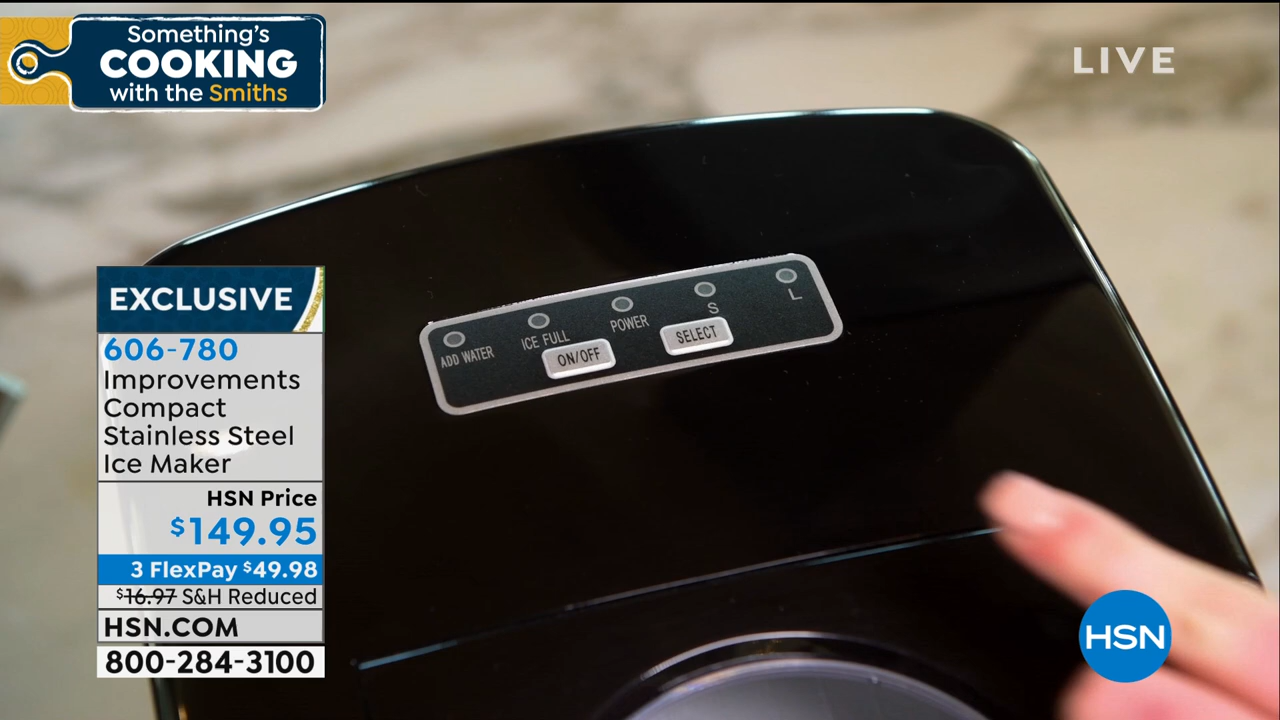 Something's
COOKING
with the Smiths
LIVE
EXCLUSIVE
606-780
Improvements
Compact
Stainless Steel
Ice Maker
HSN Price
$149.95
3 FlexPay $49.98
$16.97 S&H Reduced
HSN.COM
800-284-3100
ADD WATER
ICE FULL
POWER
S
L
ON/OFF
SELECT
HSN